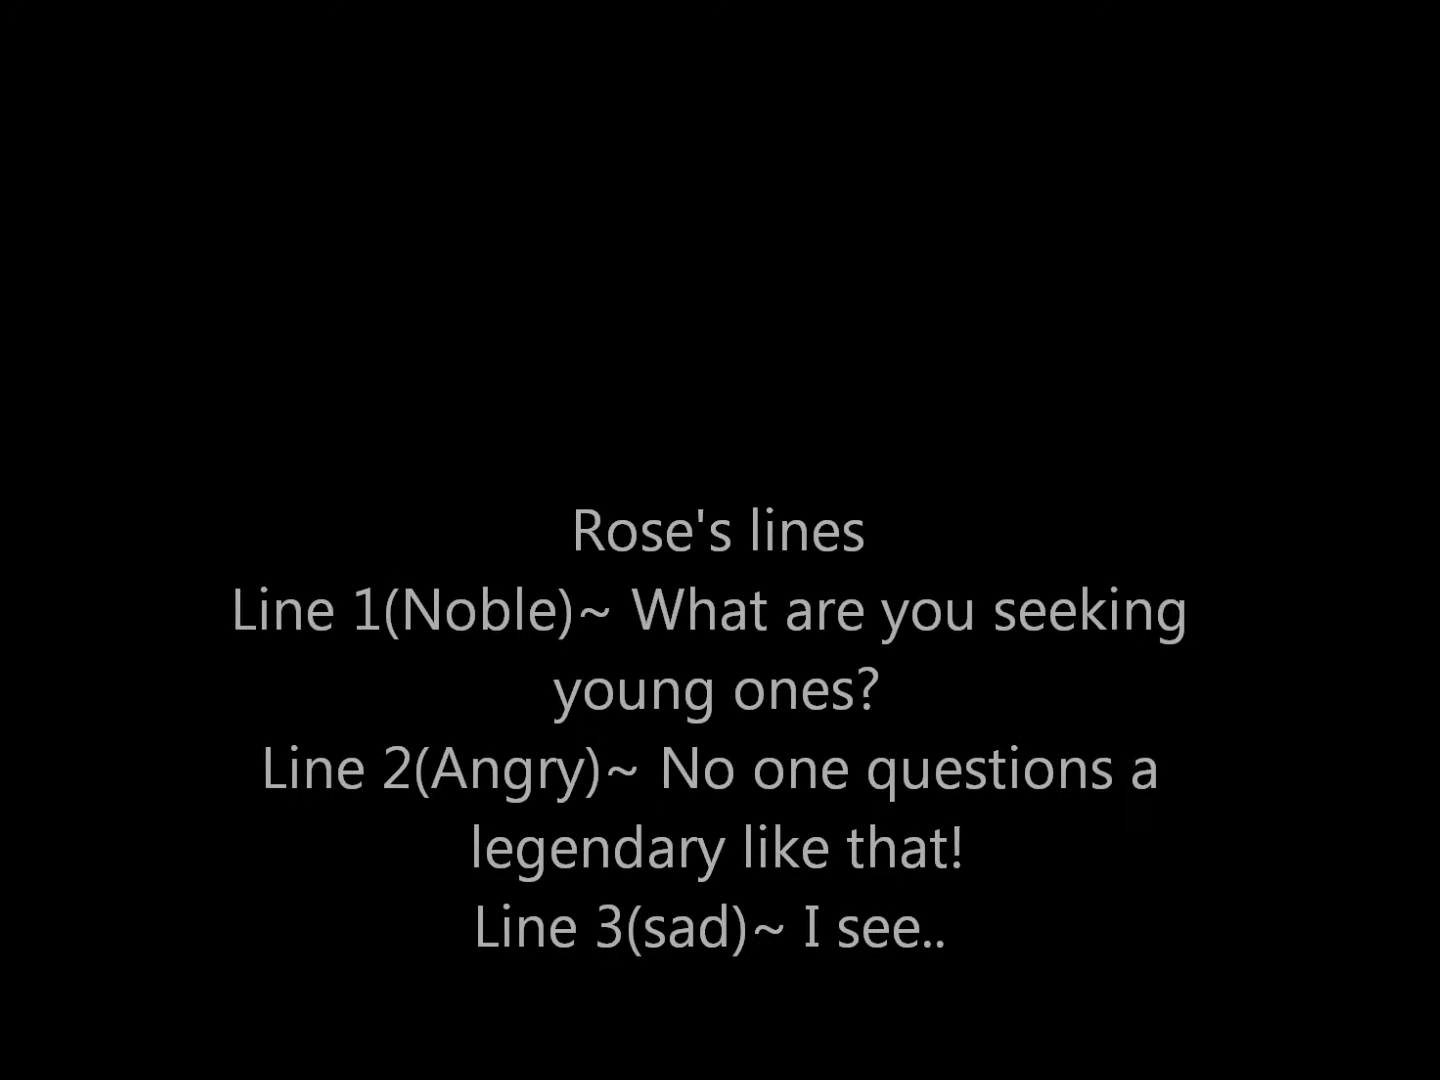 Rose's lines
Line 1(Noble)~ What are you seeking
young ones?
Line 2(Angry)~ No one questions a
legendary like that!
Line 3(sad)~ I see..